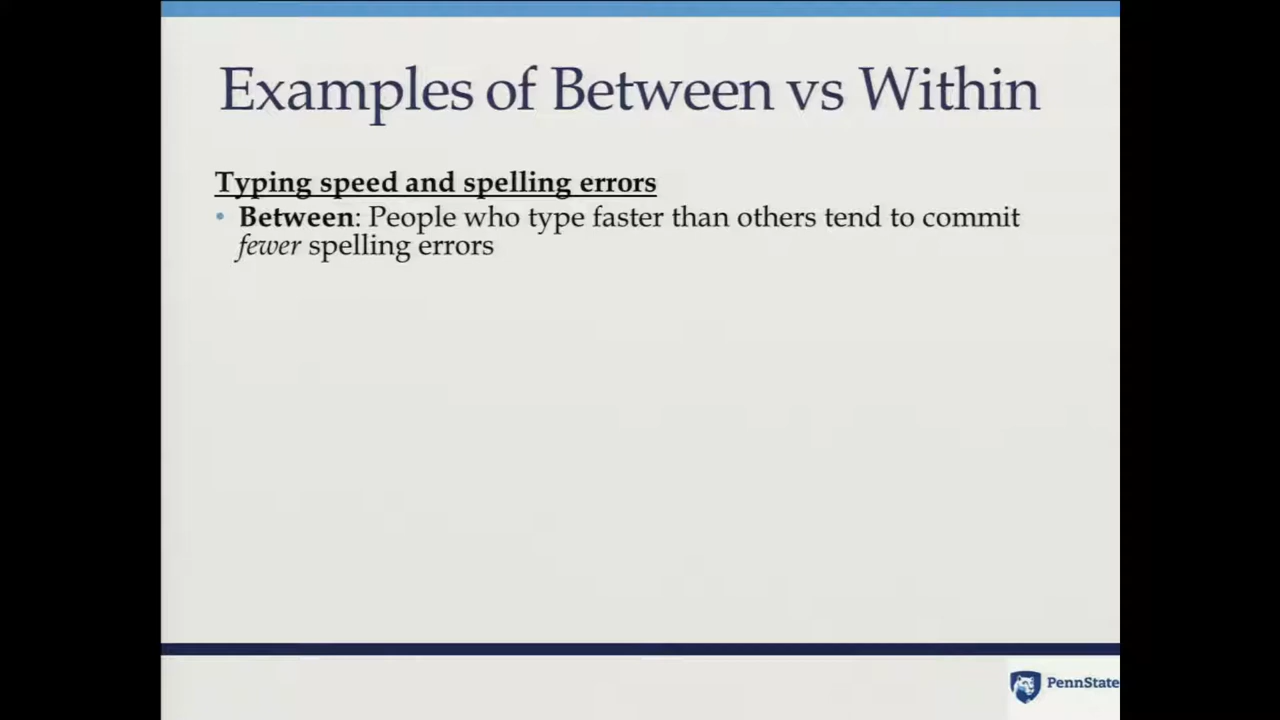 Examples of Between vs Within
Typing speed and spelling errors
• Between: People who type faster than others tend to commit
fewer spelling errors
PennState